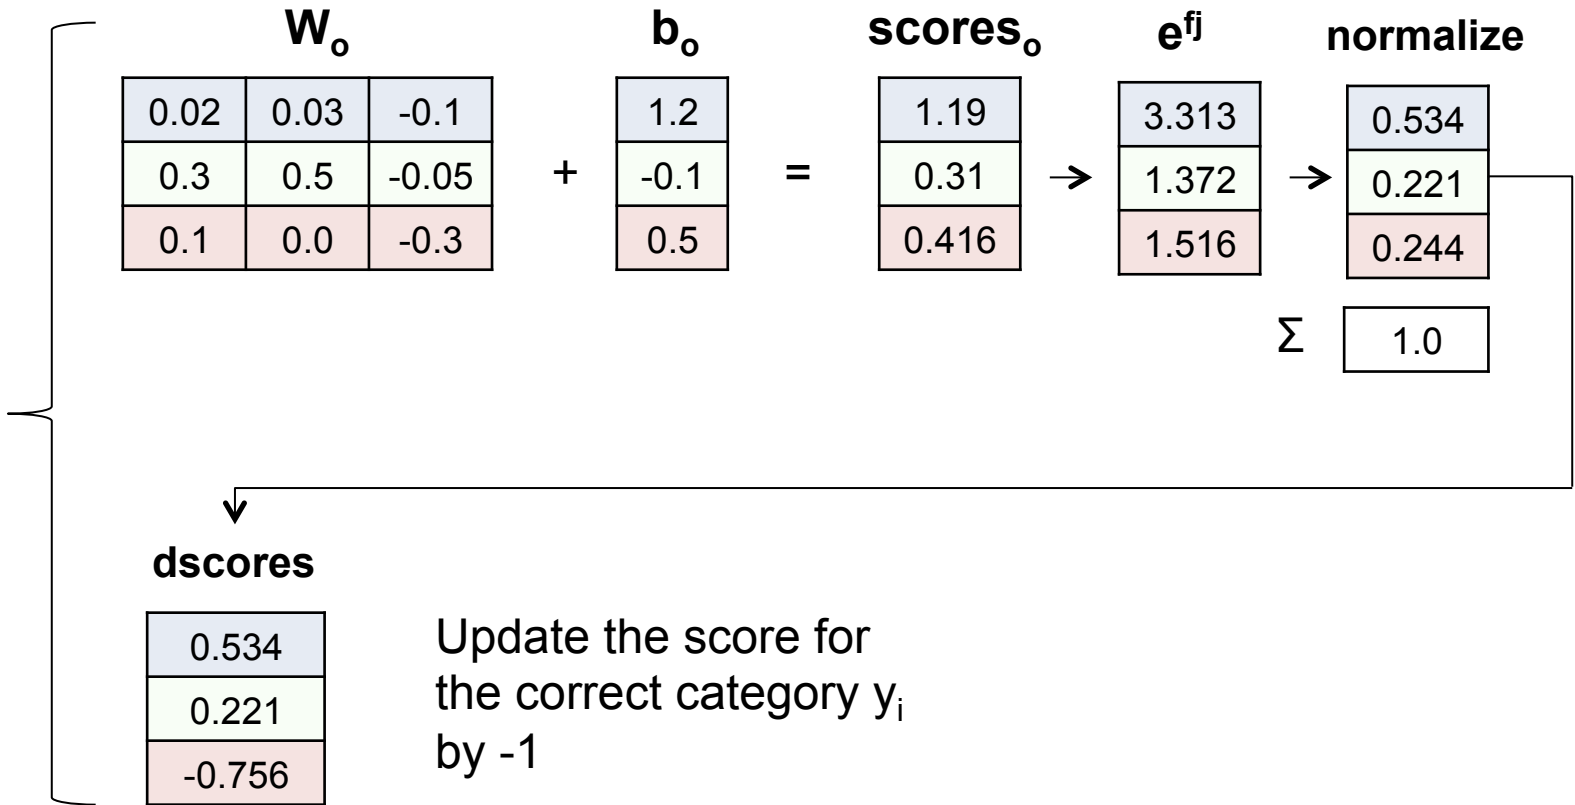 W_o b_o scores_o e^fj normalize
0.02 0.03 -0.1 1.2 1.19 3.313 0.534
0.3 0.5 -0.05 + -0.1 = 0.31 → 1.372 → 0.221
0.1 0.0 -0.3 0.5 0.416 1.516 0.244
Σ 1.0
dscores
0.534
0.221
-0.756
Update the score for
the correct category y_i
by -1